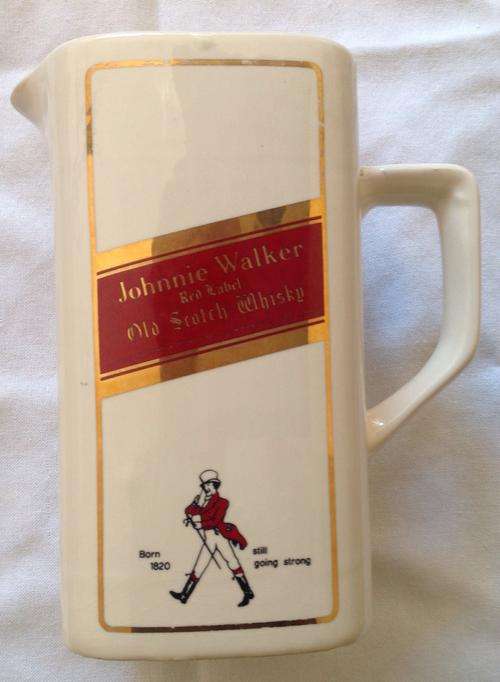 Johnnie Walker
Red Label
Old Scotch Whisky
Born
1820
still
going strong